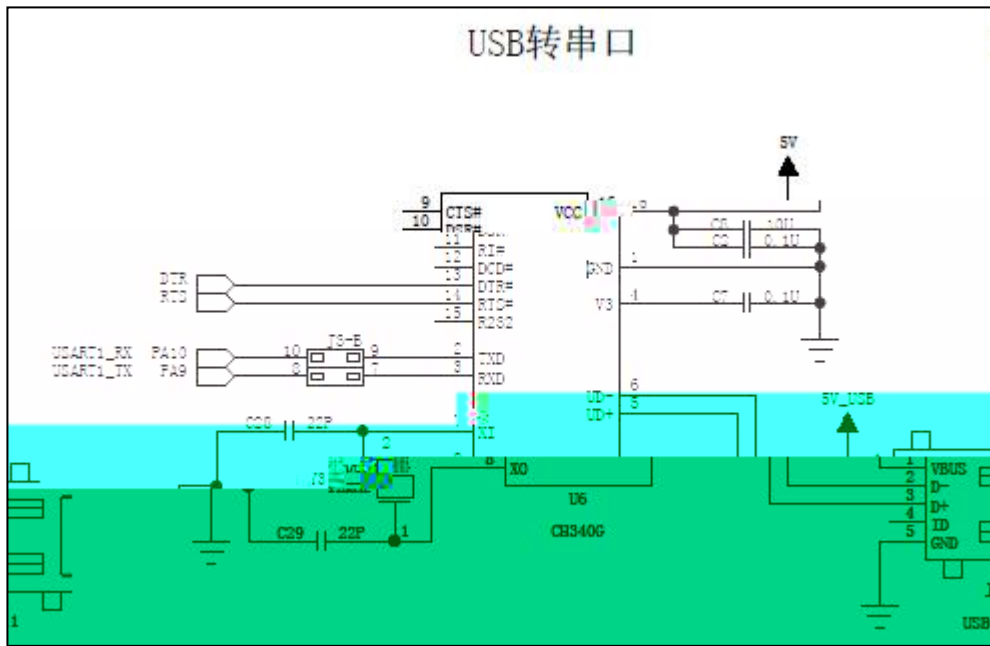 USB转串口
5V
9 CTS# VCC
10 DSR#
C2 0.1U
11 RI#
12 DCD# GND 1
DTR 13 DTR#
RTS 14 RTS# V3 4 C7 0.1U
15 R232
J3-B
USART1_RX PA10 10 9 2 TXD
USART1_TX PA9 8 7 3 RXD
UD- 6
UD+ 5
5V_USB
C28 22P XI
2
8 XO
1 VBUS
2 D-
U6 3 D+
C29 22P 1 CH340G 4 ID
5 GND
1
USB